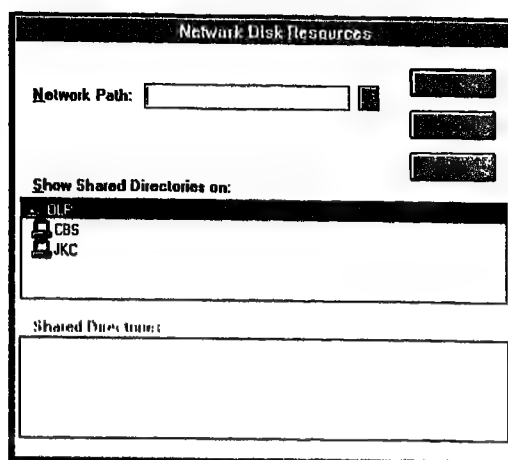 Network Disk Resources
Network Path:
Show Shared Directories on:
OLP
CBS
JKC
Shared Directories